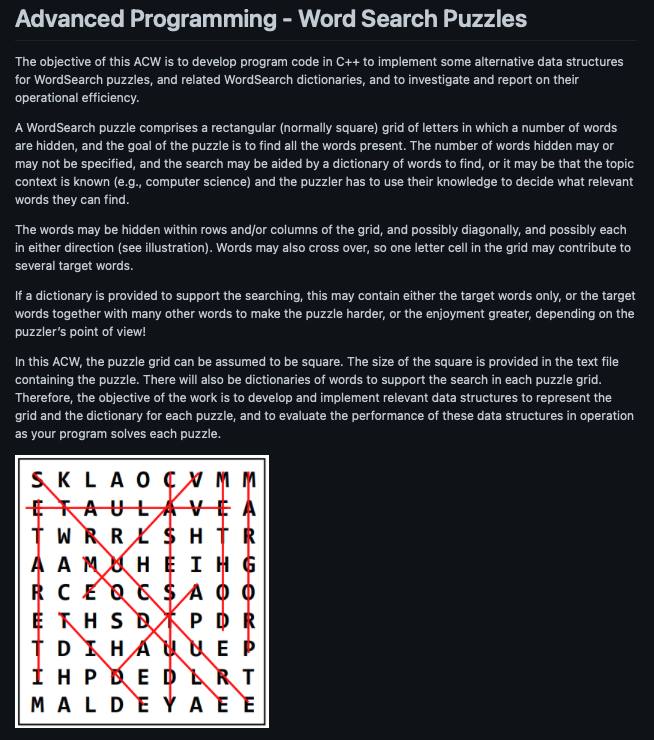 Advanced Programming - Word Search Puzzles
The objective of this ACW is to develop program code in C++ to implement some alternative data structures
for WordSearch puzzles, and related WordSearch dictionaries, and to investigate and report on their
operational efficiency.
A WordSearch puzzle comprises a rectangular (normally square) grid of letters in which a number of words
are hidden, and the goal of the puzzle is to find all the words present. The number of words hidden may or
may not be specified, and the search may be aided by a dictionary of words to find, or it may be that the topic
context is known (e.g., computer science) and the puzzler has to use their knowledge to decide what relevant
words they can find.
The words may be hidden within rows and/or columns of the grid, and possibly diagonally, and possibly each
in either direction (see illustration). Words may also cross over, so one letter cell in the grid may contribute to
several target words.
If a dictionary is provided to support the searching, this may contain either the target words only, or the target
words together with many other words to make the puzzle harder, or the enjoyment greater, depending on the
puzzler's point of view!
In this ACW, the puzzle grid can be assumed to be square. The size of the square is provided in the text file
containing the puzzle. There will also be dictionaries of words to support the search in each puzzle grid.
Therefore, the objective of the work is to develop and implement relevant data structures to represent the
grid and the dictionary for each puzzle, and to evaluate the performance of these data structures in operation
as your program solves each puzzle.
S K L A O C V M M
E T A U L A V E A
T W R R L S H T R
A A M U H E I H G
R C E O C S A O O
E T H S D T P D R
T D I H A U U E P
I H P D E D L R T
M A L D E Y A E E